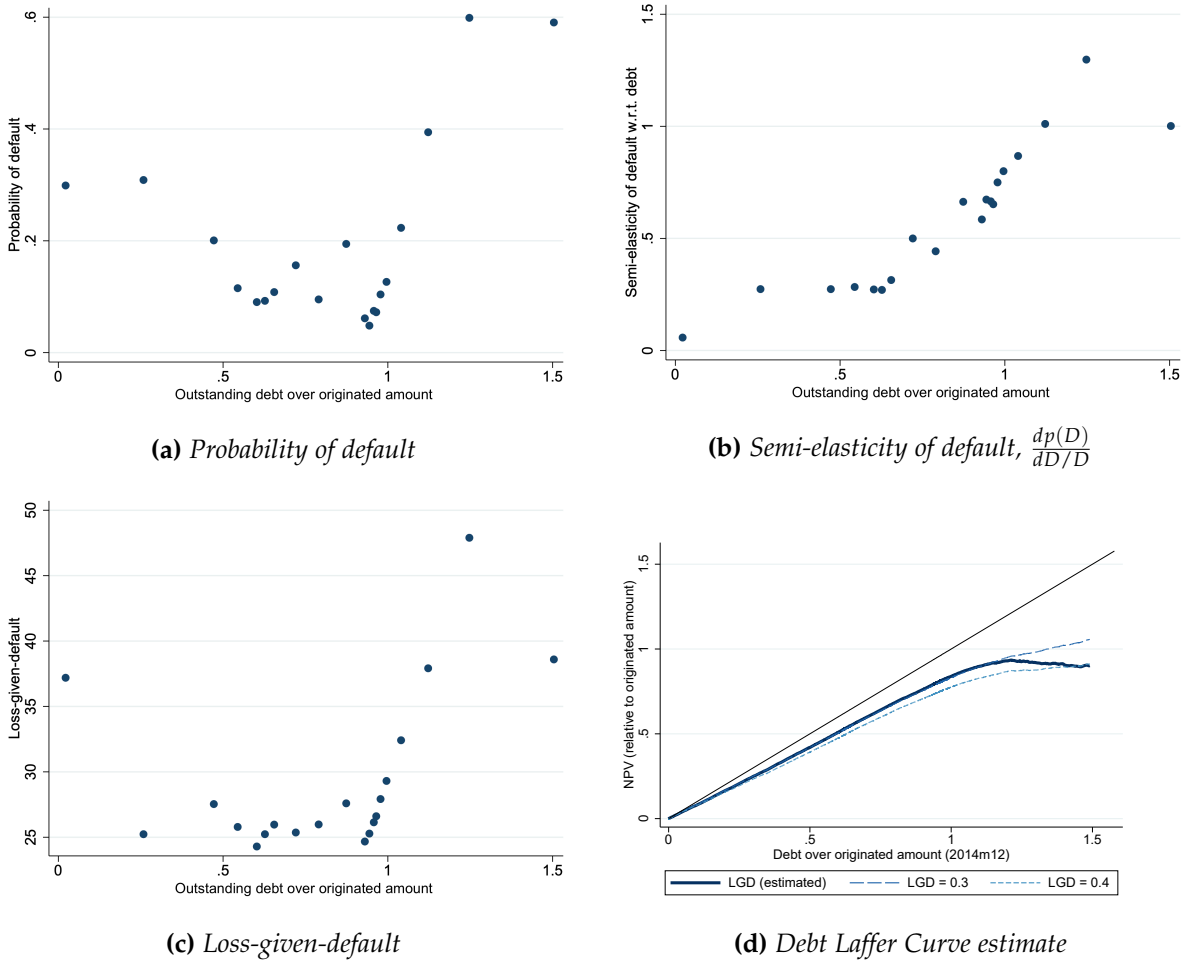 Probability of default
0
.2
.4
.6
0
.5
1
1.5
Outstanding debt over originated amount
(a) Probability of default
Semi-elasticity of default w.r.t. debt
0
.5
1
1.5
0
.5
1
1.5
Outstanding debt over originated amount
(b) Semi-elasticity of default, dp(D)/dD/D
Loss-given-default
25
30
35
40
45
50
0
.5
1
1.5
Outstanding debt over originated amount
(c) Loss-given-default
NPV (relative to originated amount)
0
.5
1
1.5
0
.5
1
1.5
Debt over originated amount (2014m12)
LGD (estimated) LGD = 0.3 LGD = 0.4
(d) Debt Laffer Curve estimate